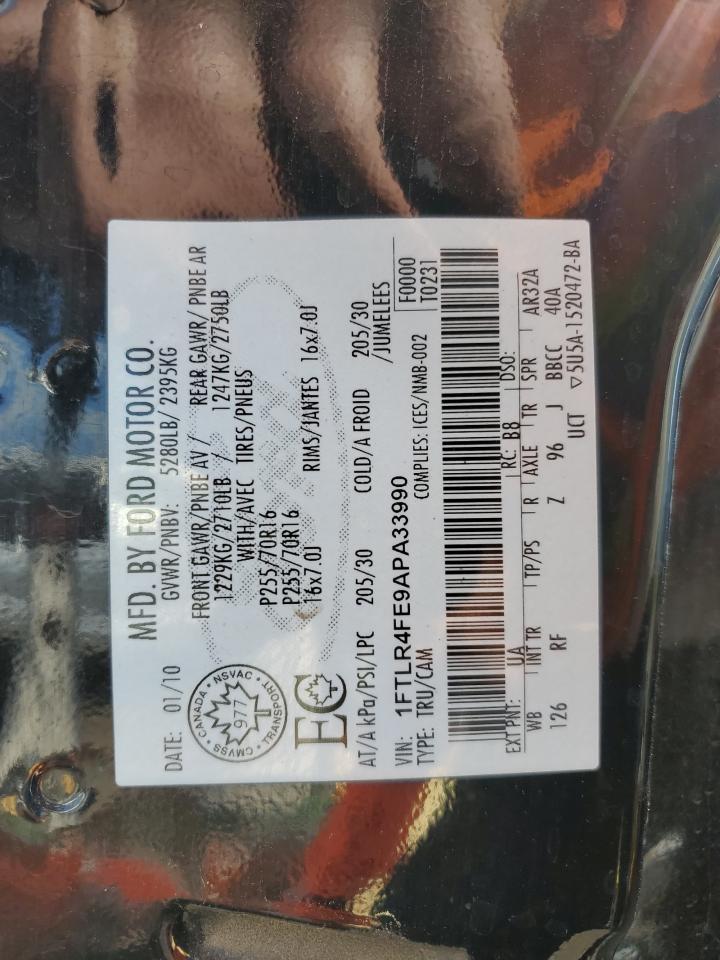 MFD. BY FORD MOTOR CO.
DATE: 01/10 GVWR/PNBV: 5280LB/ 2395KG
FRONT GAWR/PNBE AV / REAR GAWR/ PNBE AR
1229KG/2710LB / 1247KG/2750LB
WITH/AVEC TIRES/PNEUS
P255/70R16
P255/70R16
16x7.0J RIMS/JANTES 16x7.0J
CANADA • NSVAC • TRANSPORT • CMVSS
977
EC
AT/A kPa/PSI/LPC 205/30 COLD/A FROID 205/30
/JUMELEES
VIN: 1FTLR4FE9APA33990
TYPE: TRU/CAM COMPLIES: ICES/NMB-002
F0000
T0231
EXT PNT: UA RC: B8 DSO:
WB INT TR TP/PS R AXLE TR SPR AR32A
126 RF Z 96 J BBCC 40A
UCT ▽5U5A-1520472-BA